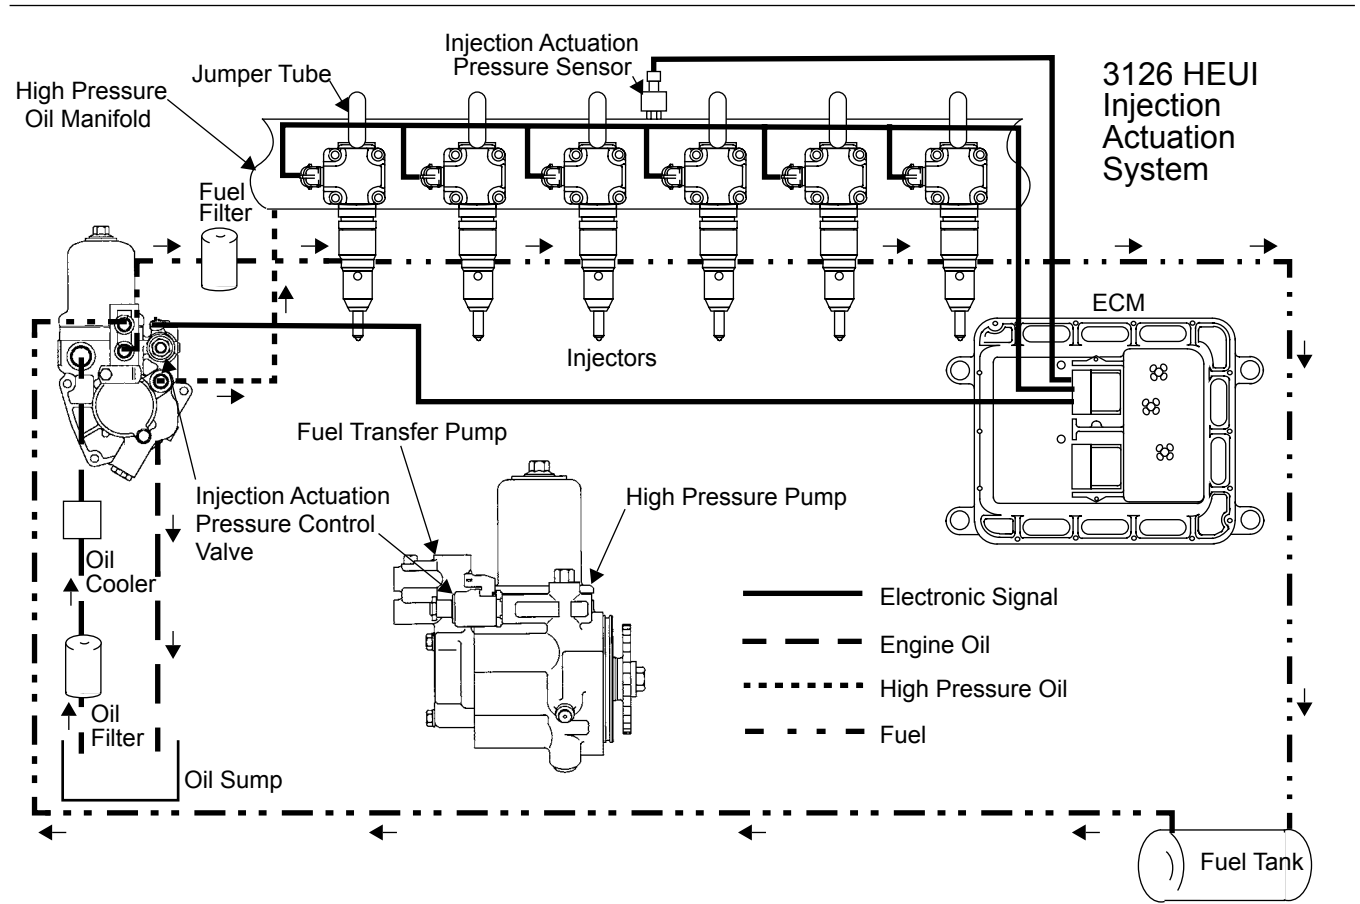 Injection Actuation
Pressure Sensor
Jumper Tube
High Pressure
Oil Manifold
3126 HEUI
Injection
Actuation
System
Fuel
Filter
ECM
Injectors
Fuel Transfer Pump
High Pressure Pump
Injection Actuation
Pressure Control
Valve
Oil
Cooler
Oil
Filter
Oil Sump
Electronic Signal
Engine Oil
High Pressure Oil
Fuel
Fuel Tank